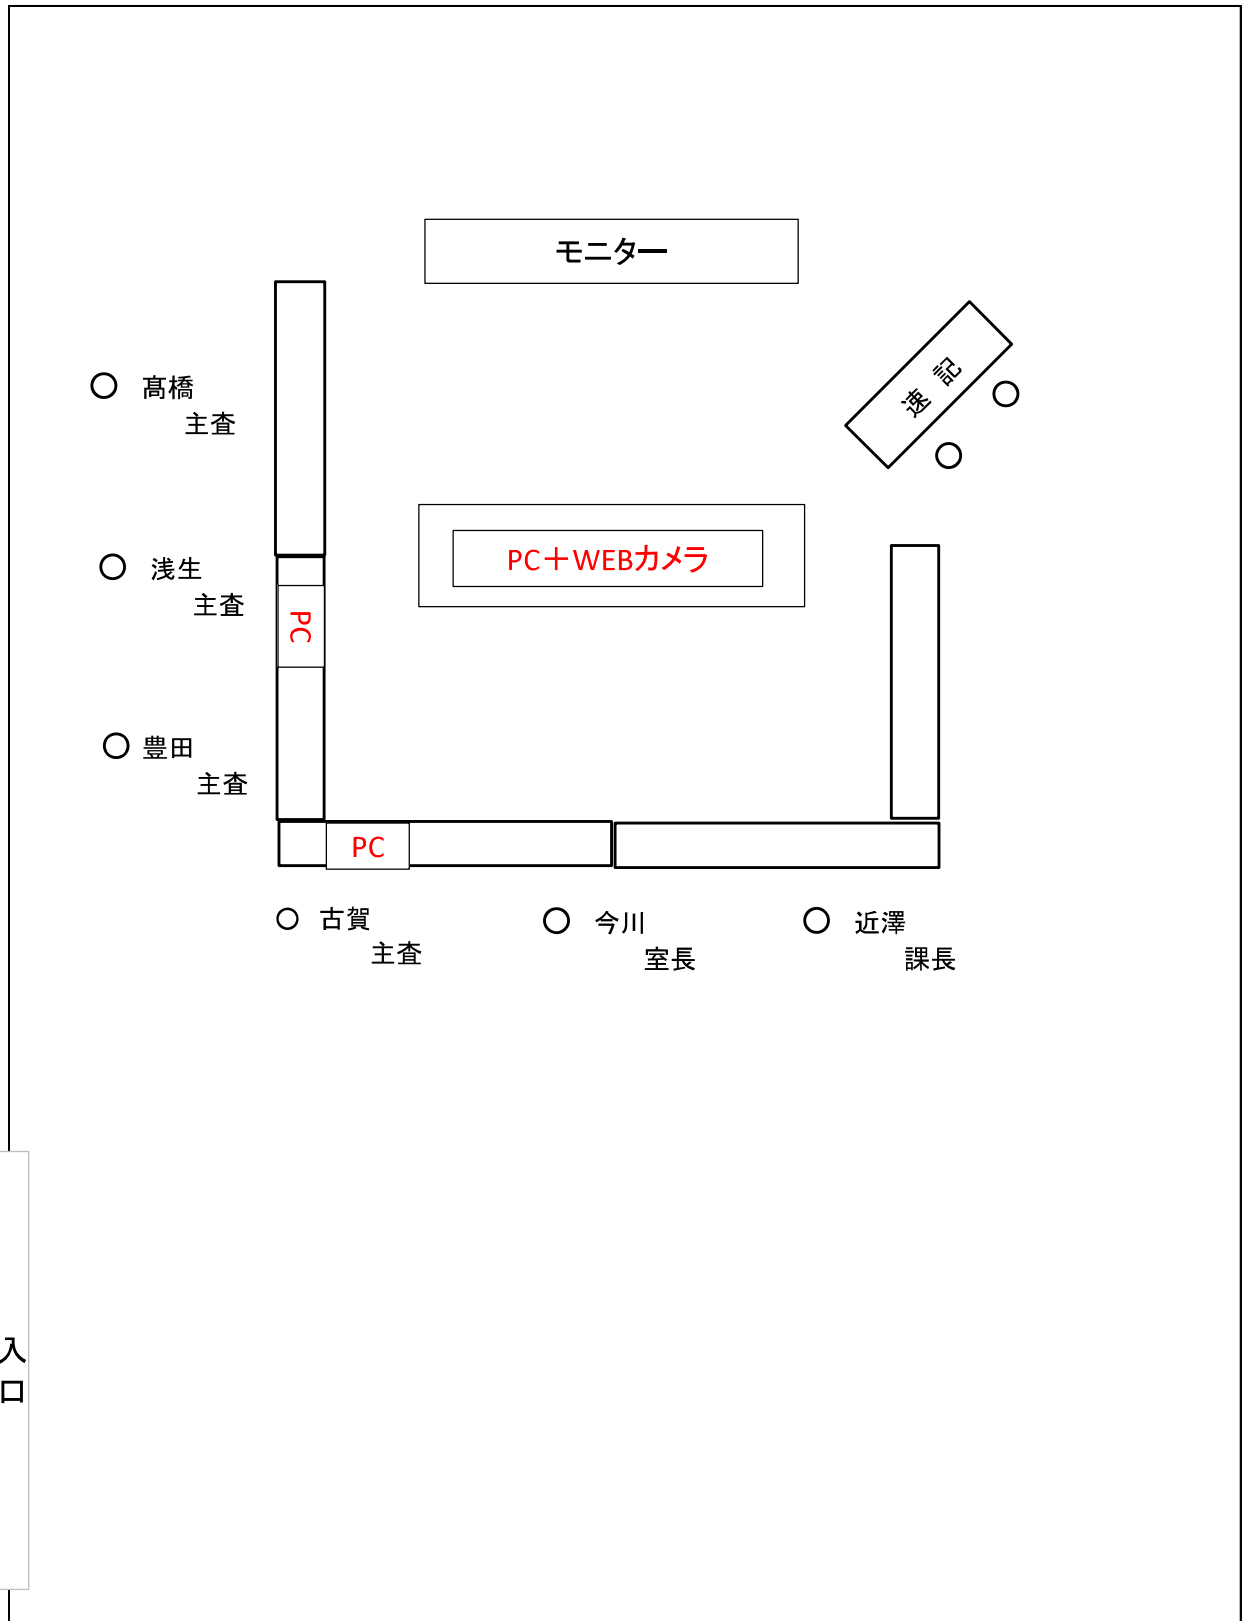 モニター
速 記
髙橋
主査
PC＋WEBカメラ
浅生
主査
PC
豊田
主査
PC
古賀
主査
今川
室長
近澤
課長
入
口